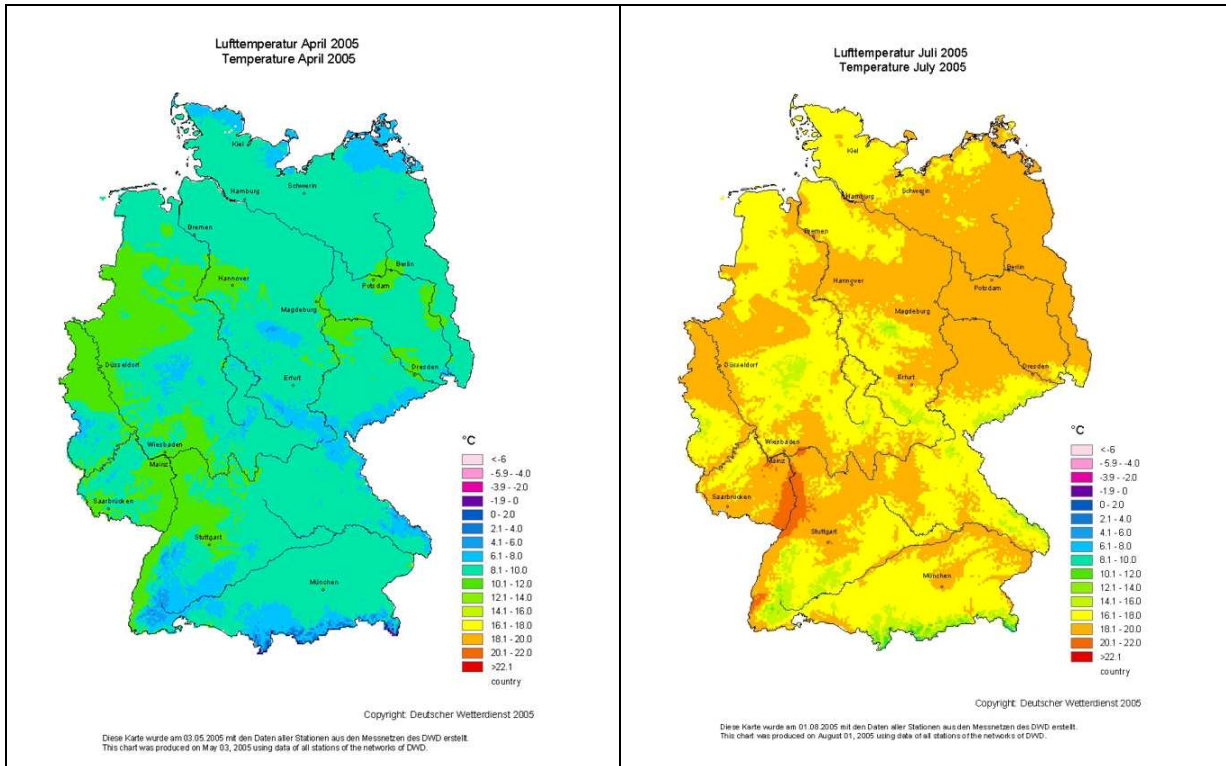 Lufttemperatur April 2005
Temperature April 2005
Kiel
Hamburg
Schwerin
Bremen
Berlin
Hannover
Potsdam
Magdeburg
Düsseldorf
Dresden
Erfurt
Wiesbaden
Mainz
Saarbrücken
Stuttgart
München
°C
<-6
-5.9 - -4.0
-3.9 - -2.0
-1.9 - 0
0 - 2.0
2.1 - 4.0
4.1 - 6.0
6.1 - 8.0
8.1 - 10.0
10.1 - 12.0
12.1 - 14.0
14.1 - 16.0
16.1 - 18.0
18.1 - 20.0
20.1 - 22.0
>22.1
country
Copyright: Deutscher Wetterdienst 2005
Diese Karte wurde am 03.05.2005 mit den Daten aller Stationen aus den Messnetzen des DWD erstellt.
This chart was produced on May 03, 2005 using data of all stations of the networks of DWD.
Lufttemperatur Juli 2005
Temperature July 2005
Kiel
Schwerin
Hamburg
Bremen
Berlin
Hannover
Potsdam
Magdeburg
Düsseldorf
Dresden
Erfurt
Wiesbaden
Mainz
Saarbrücken
Stuttgart
München
°C
<-6
-5.9 - -4.0
-3.9 - -2.0
-1.9 - 0
0 - 2.0
2.1 - 4.0
4.1 - 6.0
6.1 - 8.0
8.1 - 10.0
10.1 - 12.0
12.1 - 14.0
14.1 - 16.0
16.1 - 18.0
18.1 - 20.0
20.1 - 22.0
>22.1
country
Copyright: Deutscher Wetterdienst 2005
Diese Karte wurde am 01.08.2005 mit den Daten aller Stationen aus den Messnetzen des DWD erstellt.
This chart was produced on August 01, 2005 using data of all stations of the networks of DWD.